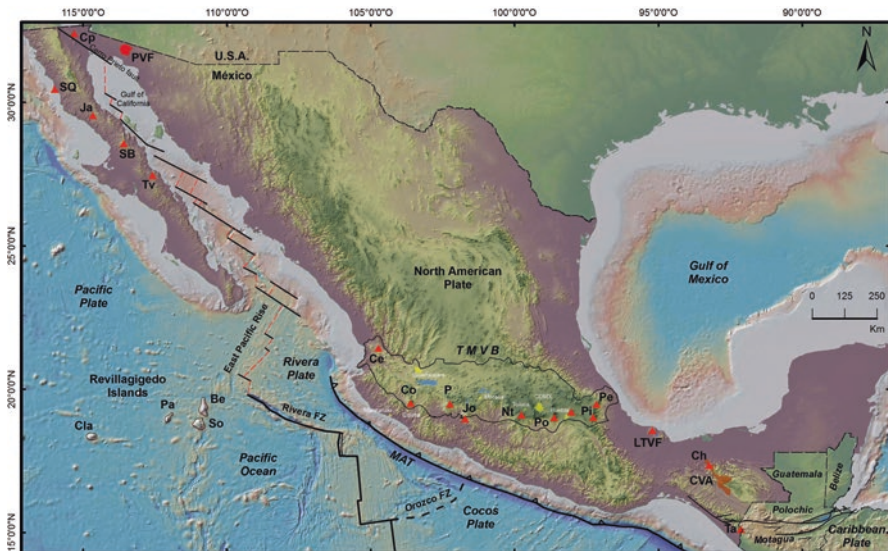 115°0'0"W
110°0'0"W
105°0'0"W
100°0'0"W
95°0'0"W
90°0'0"W
N
Cp
PVF
U.S.A.
México
30°0'0"N
SQ
Gulf of
California
Ja
SB
Tv
25°0'0"N
Pacific
Plate
North American
Plate
Gulf of
Mexico
0 125 250
Km
East Pacific Rise
Rivera
Plate
TMVB
Ce
20°0'0"N
Revillagigedo
Islands
Be
Pa
So
Cla
Co
P
Jo
Nt
Po
Pi
Pe
Rivera FZ
LTVF
MAT
Ch
CVA
Guatemala
Belize
Pacific
Ocean
Orozco FZ
Cocos
Plate
Polochic
Ta
Motagua
Caribbean
Plate
15°0'0"N